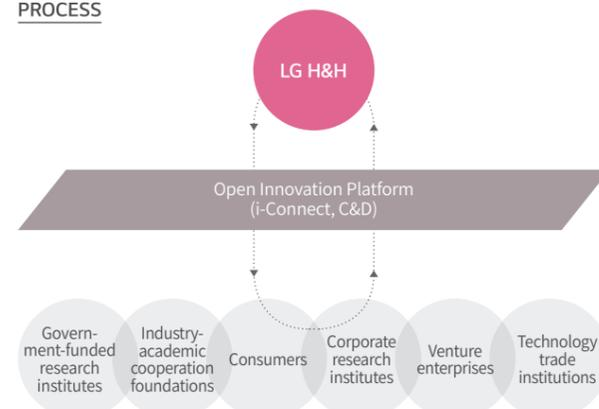 PROCESS
LG H&H
Open Innovation Platform
(i-Connect, C&D)
Govern-
ment-funded
research
institutes
Industry-
academic
cooperation
foundations
Consumers
Corporate
research
institutes
Venture
enterprises
Technology
trade
institutions